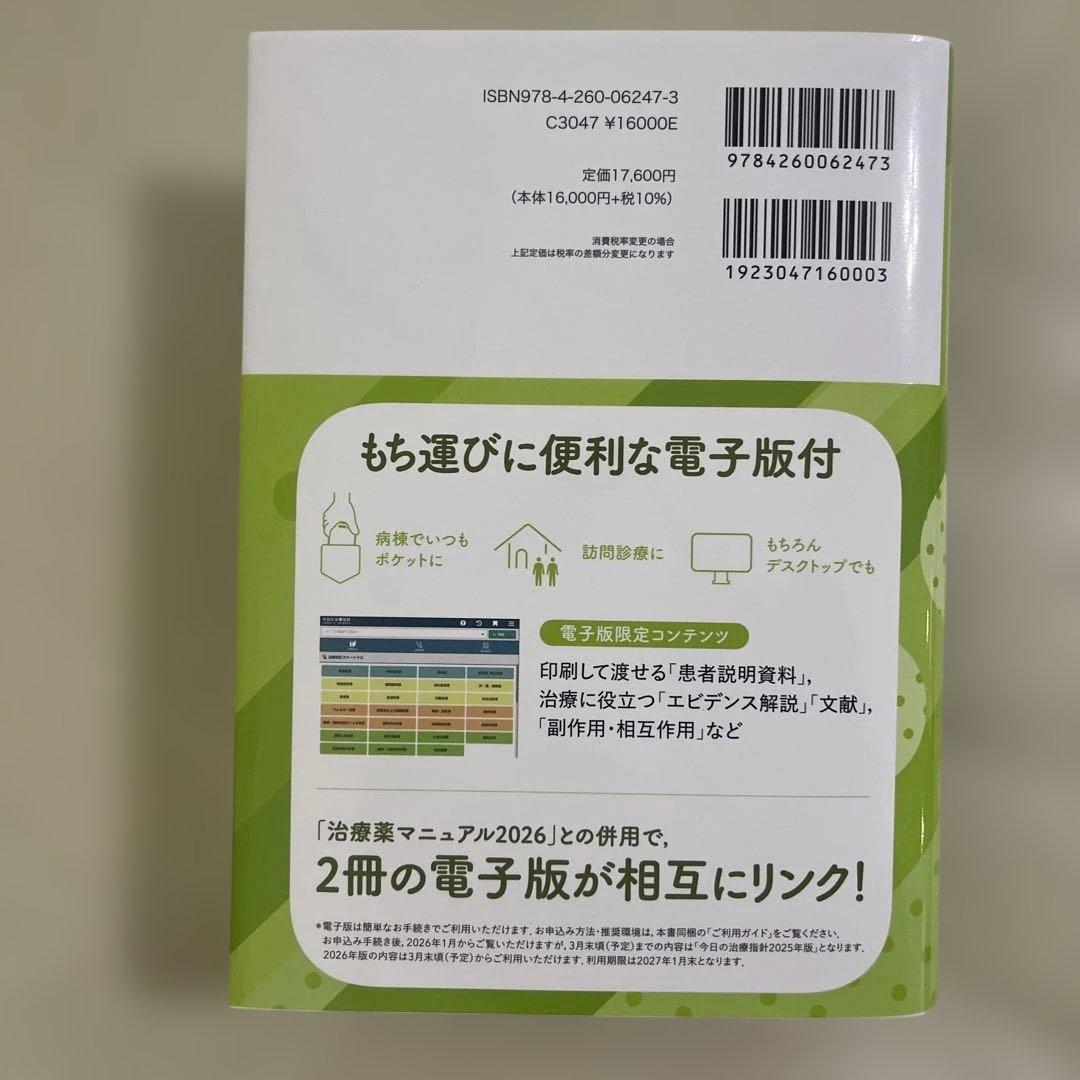 ISBN978-4-260-06247-3
C3047 ¥16000E
9784260062473
定価17,600円
(本体16,000円+税10%)
消費税率変更の場合
上記定価は税率の差額分変更になります
1923047160003
もち運びに便利な電子版付
病棟でいつも
ポケットに
訪問診療に
もちろん
デスクトップでも
電子版限定コンテンツ
印刷して渡せる「患者説明資料」,
治療に役立つ「エビデンス解説」「文献」,
「副作用・相互作用」など
「治療薬マニュアル2026」との併用で,
2冊の電子版が相互にリンク!
*電子版は簡単なお手続きでご利用いただけます. お申込み方法・推奨環境は, 本書同梱の「ご利用ガイド」をご覧ください.
お申込み手続き後, 2026年1月からご覧いただけますが, 3月末頃(予定)までの内容は「今日の治療指針2025年版」となります.
2026年版の内容は3月末頃(予定)からご利用いただけます. 利用期限は2027年1月末となります.